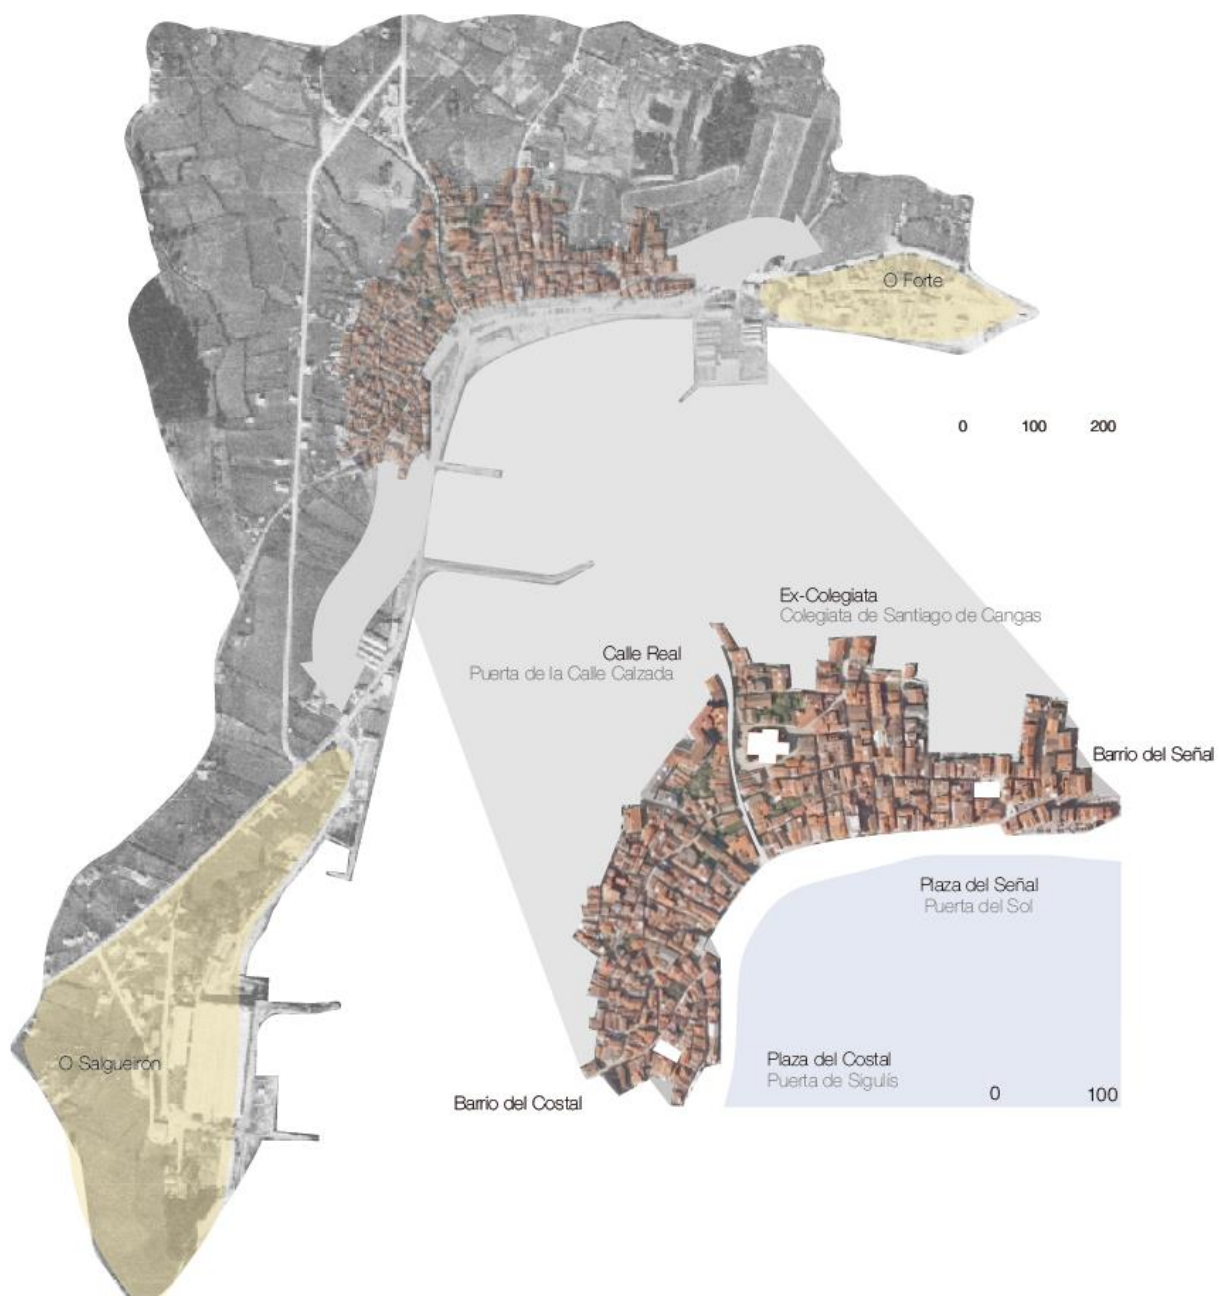 O Forte
0 100 200
Ex-Colegiata
Colegiata de Santiago de Cangas
Calle Real
Puerta de la Calle Calzada
Barrio del Señal
Plaza del Señal
Puerta del Sol
O Salgueirón
Plaza del Costal
Puerta de Sigulís
0 100
Barrio del Costal